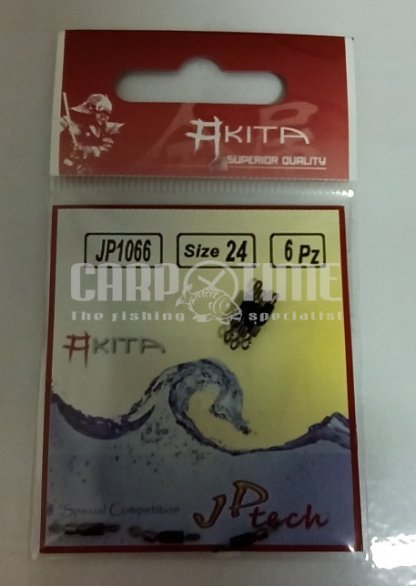 AKITA
SUPERIOR QUALITY
JP1066 Size 24 6 Pz
CARP TIME
The fishing specialist
AKITA
Special Competition
JP tech